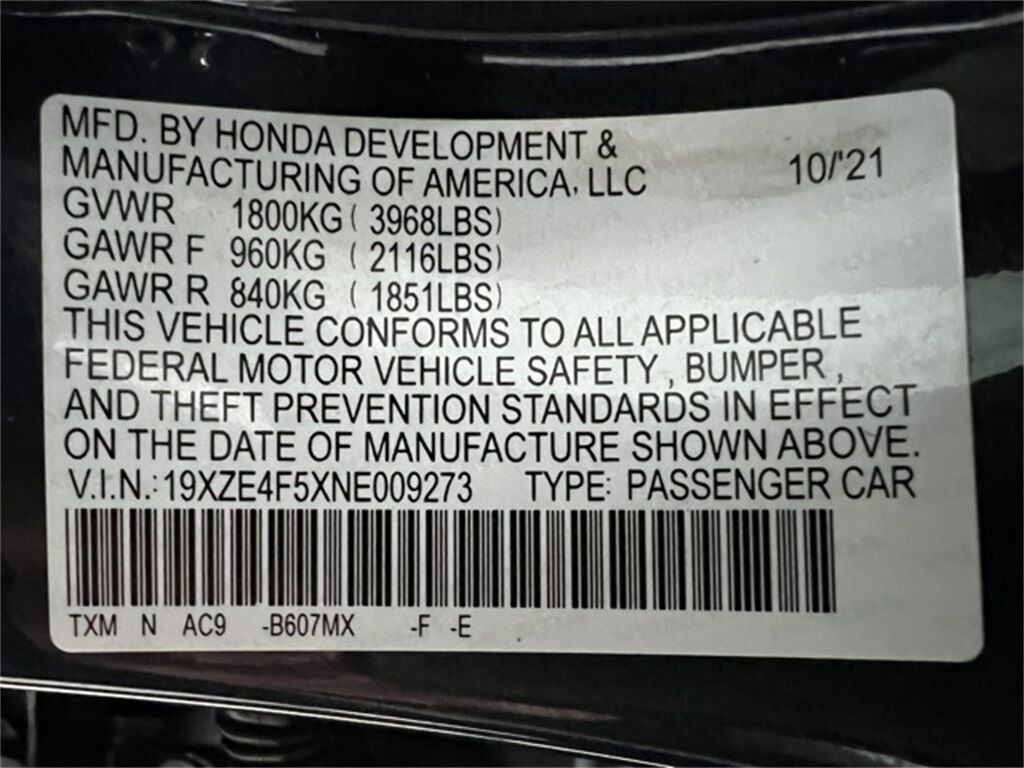 MFD. BY HONDA DEVELOPMENT &
MANUFACTURING OF AMERICA, LLC 10/'21
GVWR 1800KG ( 3968LBS)
GAWR F 960KG ( 2116LBS)
GAWR R 840KG ( 1851LBS)
THIS VEHICLE CONFORMS TO ALL APPLICABLE
FEDERAL MOTOR VEHICLE SAFETY , BUMPER ,
AND THEFT PREVENTION STANDARDS IN EFFECT
ON THE DATE OF MANUFACTURE SHOWN ABOVE.
V.I.N.: 19XZE4F5XNE009273 TYPE: PASSENGER CAR
TXM N AC9 -B607MX -F -E